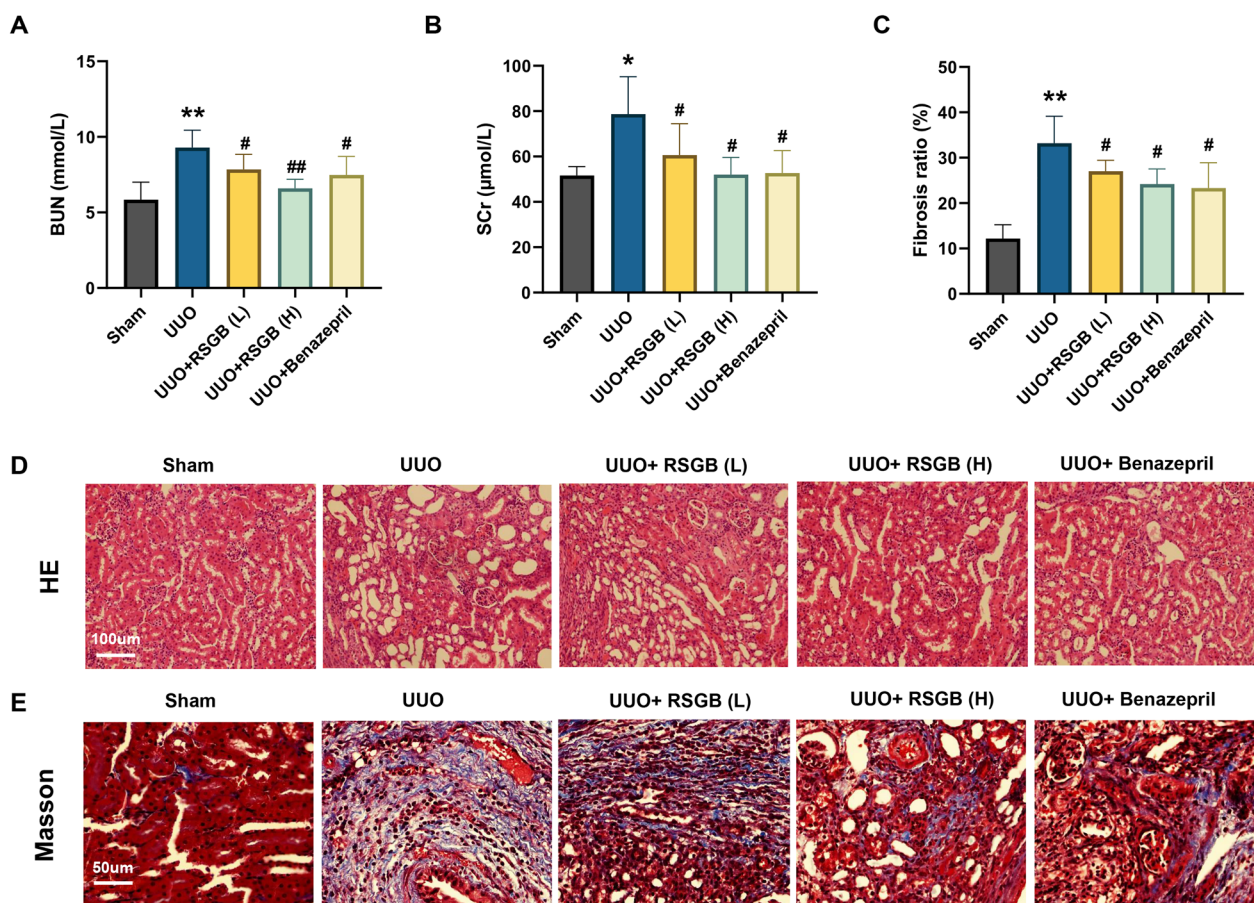 A
BUN (mmol/L)
15
10
5
0
**
#
##
#
Sham
UUO
UUO+RSGB (L)
UUO+RSGB (H)
UUO+Benazepril
B
SCr (μmol/L)
100
80
60
40
20
0
*
#
#
#
Sham
UUO
UUO+RSGB (L)
UUO+RSGB (H)
UUO+Benazepril
C
Fibrosis ratio (%)
50
40
30
20
10
0
**
#
#
#
Sham
UUO
UUO+RSGB (L)
UUO+RSGB (H)
UUO+Benazepril
D
Sham
UUO
UUO+ RSGB (L)
UUO+ RSGB (H)
UUO+ Benazepril
HE
100um
E
Sham
UUO
UUO+ RSGB (L)
UUO+ RSGB (H)
UUO+ Benazepril
Masson
50um